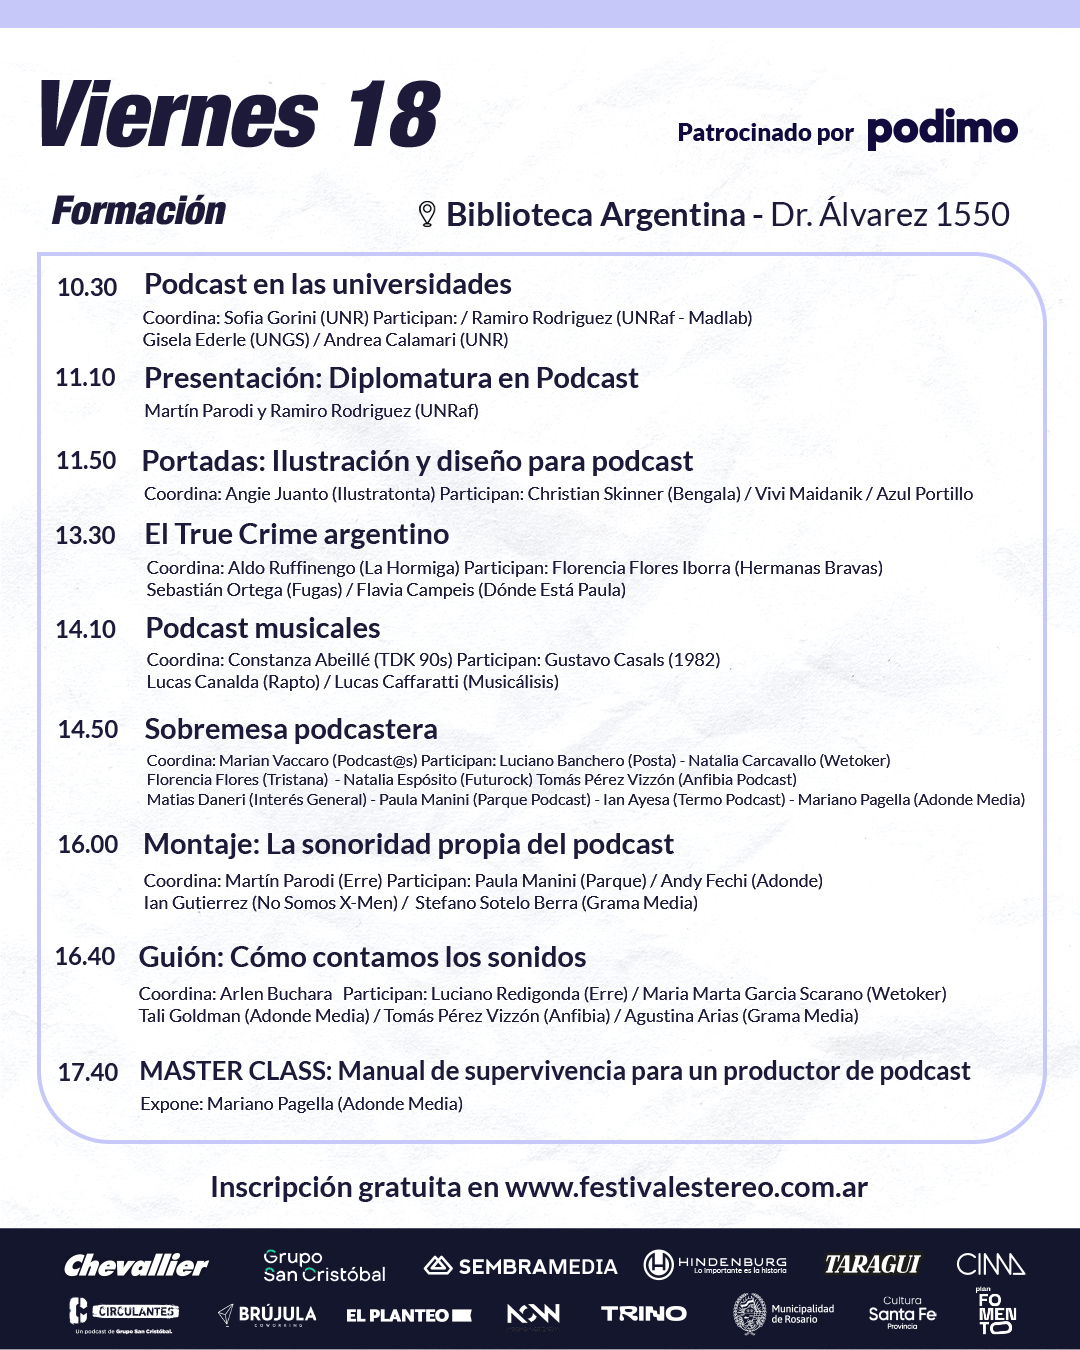 Viernes 18
Patrocinado por podimo
Formación
Biblioteca Argentina - Dr. Álvarez 1550
10.30 Podcast en las universidades
Coordina: Sofia Gorini (UNR) Participan: / Ramiro Rodriguez (UNRaf - Madlab)
Gisela Ederle (UNGS) / Andrea Calamari (UNR)
11.10 Presentación: Diplomatura en Podcast
Martín Parodi y Ramiro Rodriguez (UNRaf)
11.50 Portadas: Ilustración y diseño para podcast
Coordina: Angie Juanto (Ilustratonta) Participan: Christian Skinner (Bengala) / Vivi Maidanik / Azul Portillo
13.30 El True Crime argentino
Coordina: Aldo Ruffinengo (La Hormiga) Participan: Florencia Flores Iborra (Hermanas Bravas)
Sebastián Ortega (Fugas) / Flavia Campeis (Dónde Está Paula)
14.10 Podcast musicales
Coordina: Constanza Abeillé (TDK 90s) Participan: Gustavo Casals (1982)
Lucas Canalda (Rapto) / Lucas Caffaratti (Musicálisis)
14.50 Sobremesa podcastera
Coordina: Marian Vaccaro (Podcast@s) Participan: Luciano Banchero (Posta) - Natalia Carcavallo (Wetoker)
Florencia Flores (Tristana) - Natalia Espósito (Futurock) Tomás Pérez Vizzón (Anfibia Podcast)
Matias Daneri (Interés General) - Paula Manini (Parque Podcast) - Ian Ayesa (Termo Podcast) - Mariano Pagella (Adonde Media)
16.00 Montaje: La sonoridad propia del podcast
Coordina: Martín Parodi (Erre) Participan: Paula Manini (Parque) / Andy Fechi (Adonde)
Ian Gutierrez (No Somos X-Men) / Stefano Sotelo Berra (Grama Media)
16.40 Guión: Cómo contamos los sonidos
Coordina: Arlen Buchara Participan: Luciano Redigonda (Erre) / Maria Marta Garcia Scarano (Wetoker)
Tali Goldman (Adonde Media) / Tomás Pérez Vizzón (Anfibia) / Agustina Arias (Grama Media)
17.40 MASTER CLASS: Manual de supervivencia para un productor de podcast
Expone: Mariano Pagella (Adonde Media)
Inscripción gratuita en www.festivalestereo.com.ar
Chevallier
Grupo
San Cristóbal
SEMBRAMEDIA
HINDENBURG
Lo importante es la historia
TARAGUI
CIMA
CIRCULANTES
Un podcast de Grupo San Cristóbal.
BRÚJULA
COWORKING
EL PLANTEO
NOW
TRINO
Municipalidad
de Rosario
Cultura
Santa Fe
Provincia
plan
FO
MEN
TO